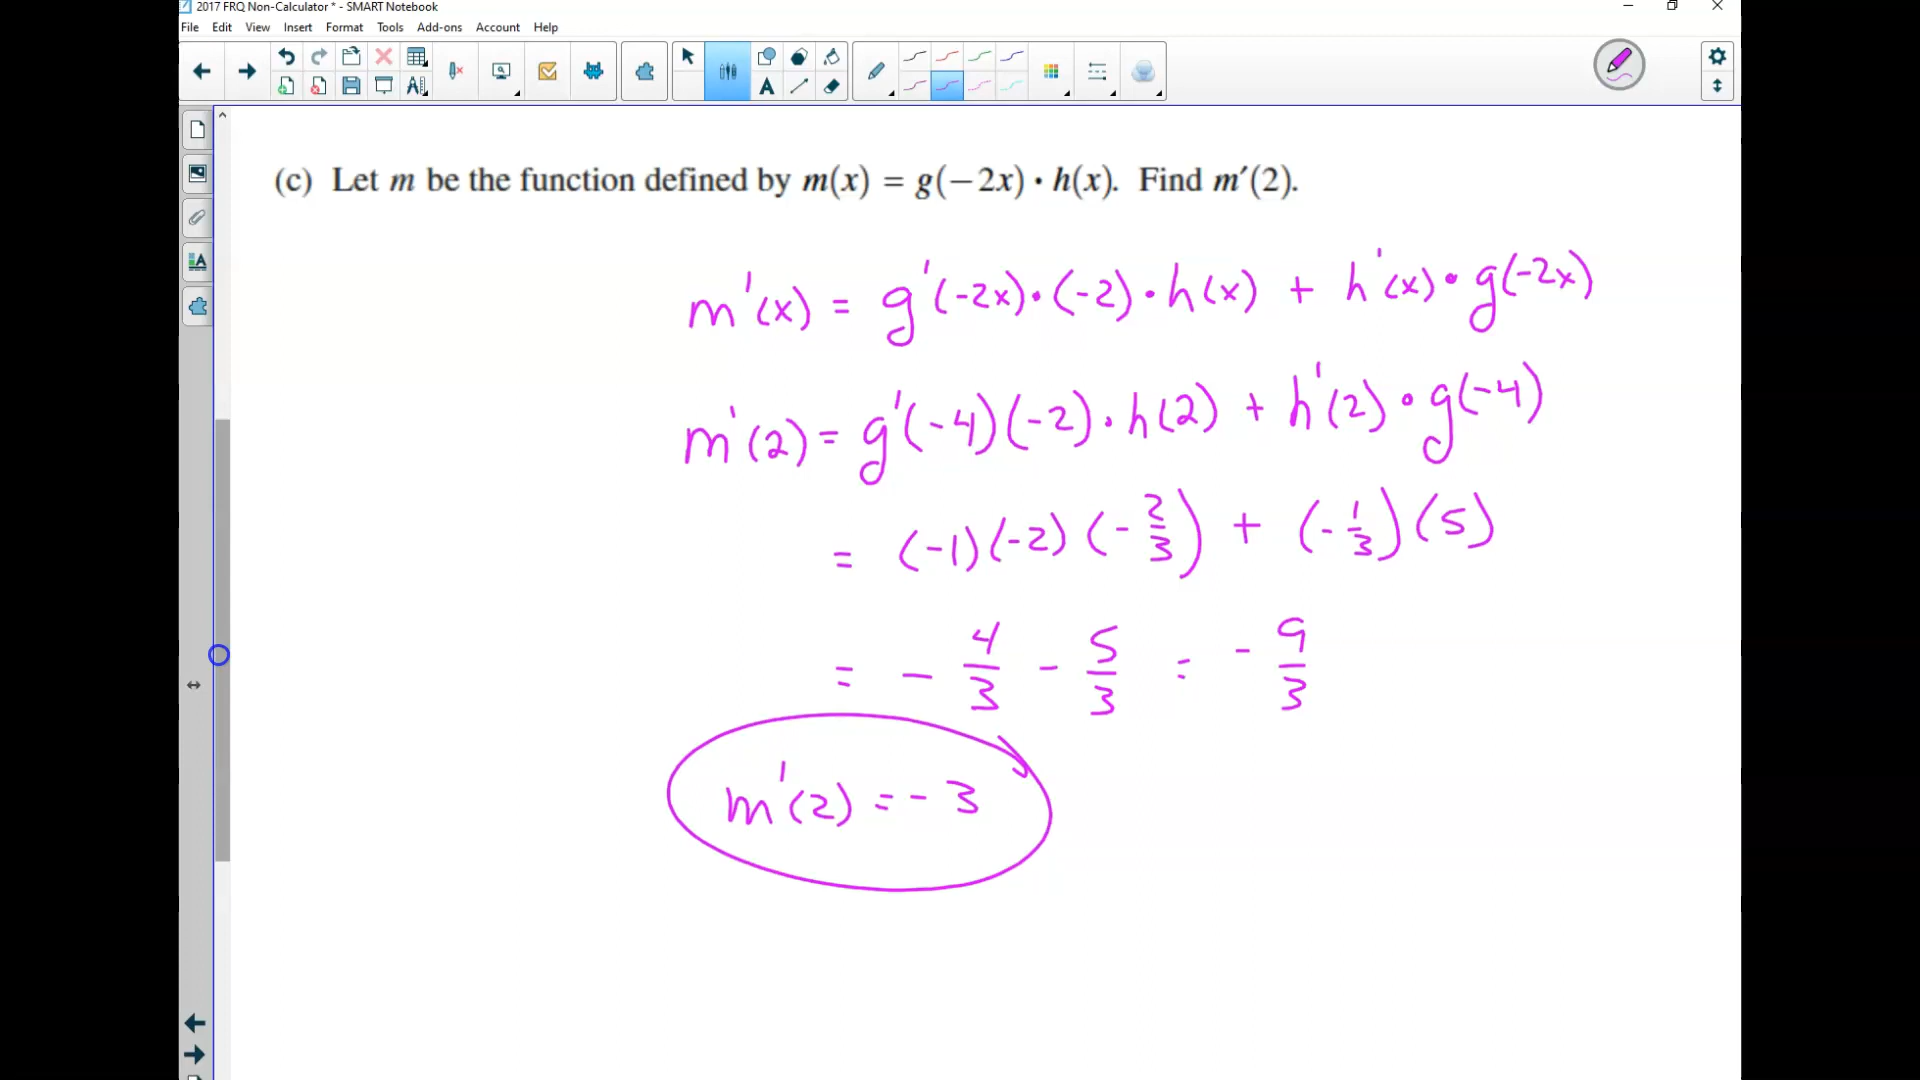 2017 FRQ Non-Calculator * - SMART Notebook
File Edit View Insert Format Tools Add-ons Account Help
(c) Let m be the function defined by m(x) = g(−2x) · h(x). Find m′(2).
m'(x) = g'(-2x)·(-2)·h(x) + h'(x)·g(-2x)
m'(2) = g'(-4)(-2)·h(2) + h'(2)·g(-4)
= (-1)(-2)(-2/3) + (-1/3)(5)
= - 4/3 - 5/3 = - 9/3
m'(2) = -3